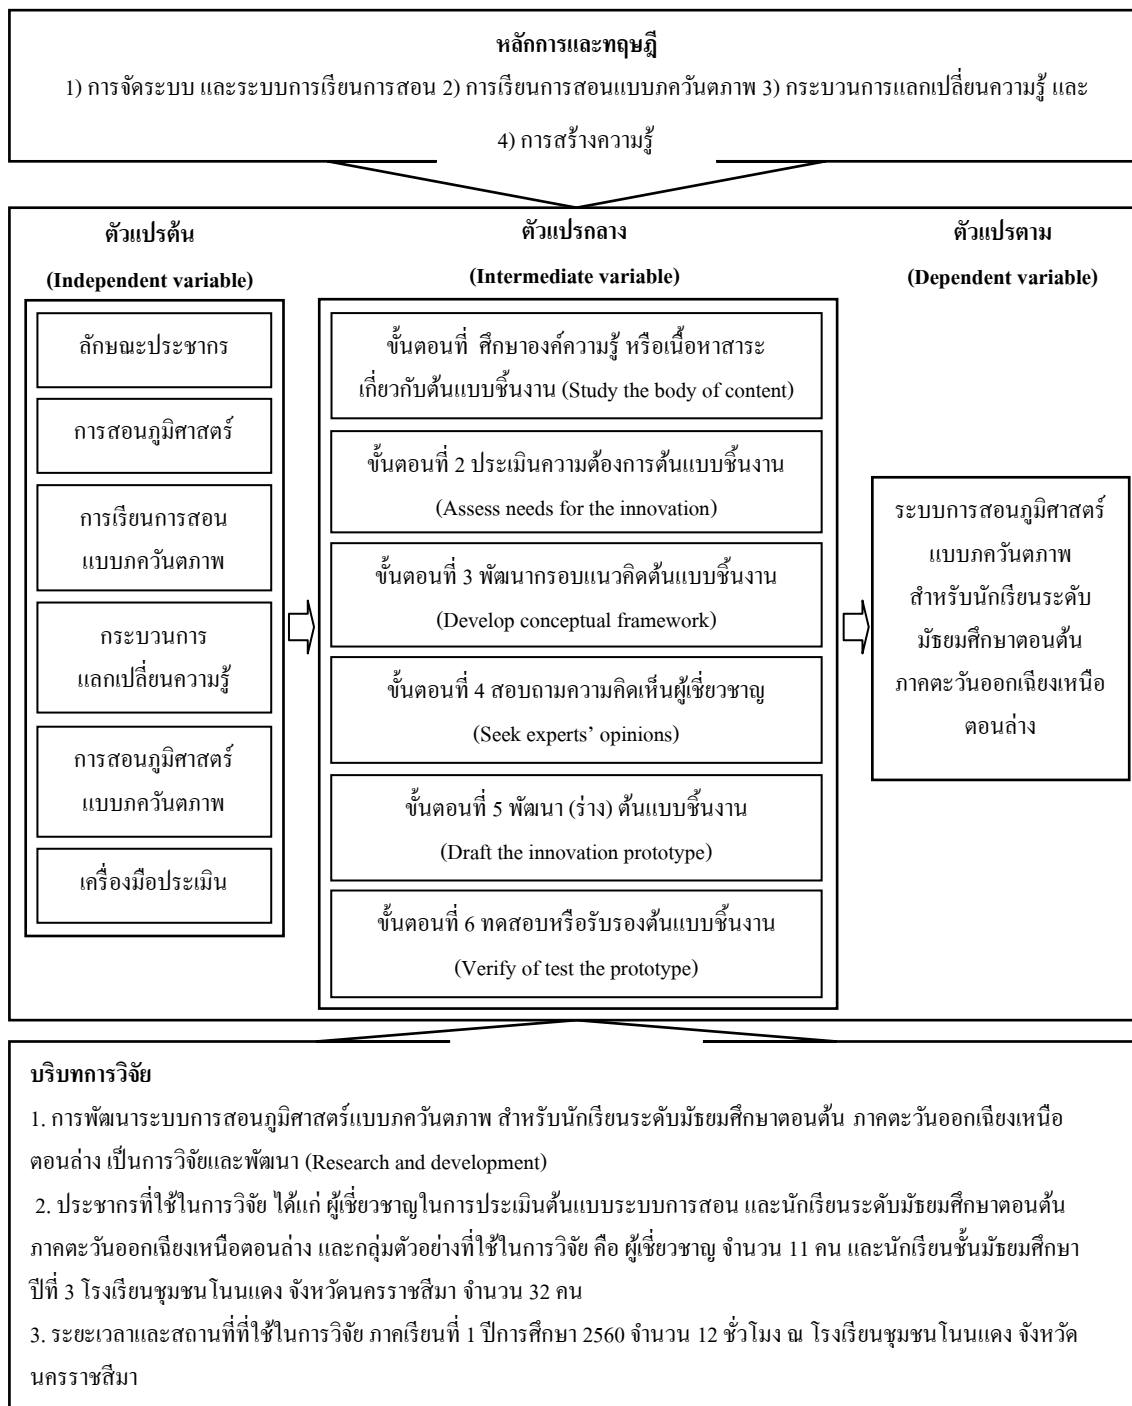 หลักการและทฤษฎี
1) การจัดระบบ และระบบการเรียนการสอน 2) การเรียนการสอนแบบภควันตภาพ 3) กระบวนการแลกเปลี่ยนความรู้ และ
4) การสร้างความรู้
ตัวแปรต้น
(Independent variable)
ลักษณะประชากร
การสอนภูมิศาสตร์
การเรียนการสอน
แบบภควันตภาพ
กระบวนการ
แลกเปลี่ยนความรู้
การสอนภูมิศาสตร์
แบบภควันตภาพ
เครื่องมือประเมิน
ตัวแปรกลาง
(Intermediate variable)
ขั้นตอนที่  ศึกษาองค์ความรู้ หรือเนื้อหาสาระ
เกี่ยวกับต้นแบบชิ้นงาน (Study the body of content)
ขั้นตอนที่ 2 ประเมินความต้องการต้นแบบชิ้นงาน
(Assess needs for the innovation)
ขั้นตอนที่ 3 พัฒนากรอบแนวคิดต้นแบบชิ้นงาน
(Develop conceptual framework)
ขั้นตอนที่ 4 สอบถามความคิดเห็นผู้เชี่ยวชาญ
(Seek experts’ opinions)
ขั้นตอนที่ 5 พัฒนา (ร่าง) ต้นแบบชิ้นงาน
(Draft the innovation prototype)
ขั้นตอนที่ 6 ทดสอบหรือรับรองต้นแบบชิ้นงาน
(Verify of test the prototype)
ตัวแปรตาม
(Dependent variable)
ระบบการสอนภูมิศาสตร์
แบบภควันตภาพ
สำหรับนักเรียนระดับ
มัธยมศึกษาตอนต้น
ภาคตะวันออกเฉียงเหนือ
ตอนล่าง
บริบทการวิจัย
1. การพัฒนาระบบการสอนภูมิศาสตร์แบบภควันตภาพ สำหรับนักเรียนระดับมัธยมศึกษาตอนต้น ภาคตะวันออกเฉียงเหนือ
ตอนล่าง เป็นการวิจัยและพัฒนา (Research and development)
2. ประชากรที่ใช้ในการวิจัย ได้แก่ ผู้เชี่ยวชาญในการประเมินต้นแบบระบบการสอน และนักเรียนระดับมัธยมศึกษาตอนต้น
ภาคตะวันออกเฉียงเหนือตอนล่าง และกลุ่มตัวอย่างที่ใช้ในการวิจัย คือ ผู้เชี่ยวชาญ จำนวน 11 คน และนักเรียนชั้นมัธยมศึกษา
ปีที่ 3 โรงเรียนชุมชนโนนแดง จังหวัดนครราชสีมา จำนวน 32 คน
3. ระยะเวลาและสถานที่ที่ใช้ในการวิจัย ภาคเรียนที่ 1 ปีการศึกษา 2560 จำนวน 12 ชั่วโมง ณ โรงเรียนชุมชนโนนแดง จังหวัด
นครราชสีมา